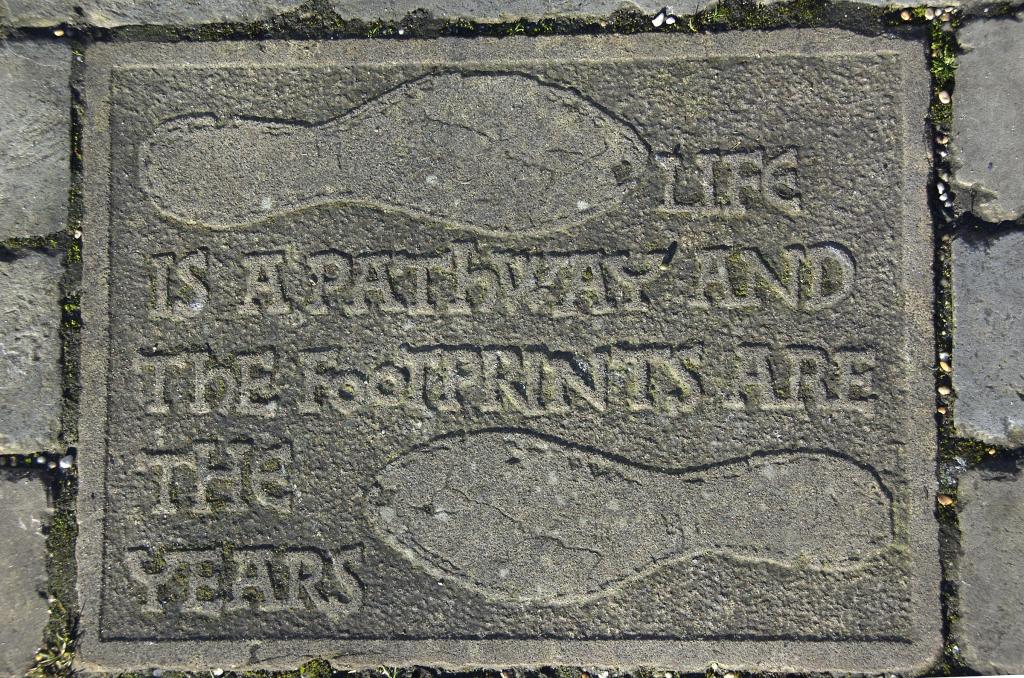 LIFE
IS A PAThWAY AND
ThE FOOTPRINTS ARE
THE
YEARS